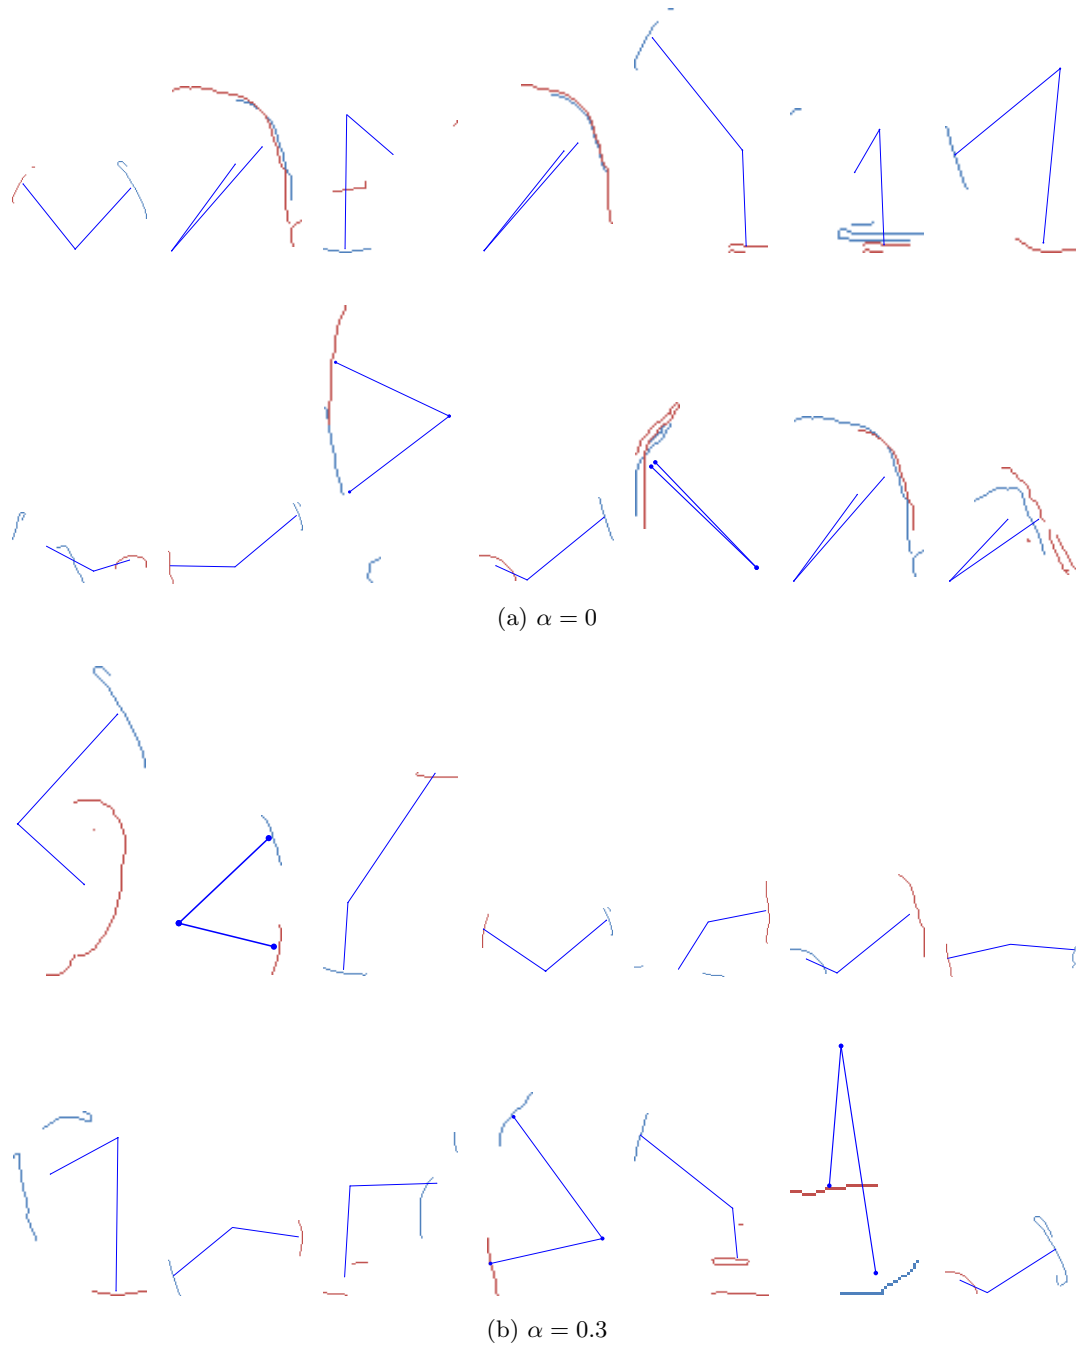 (a) α = 0
(b) α = 0.3